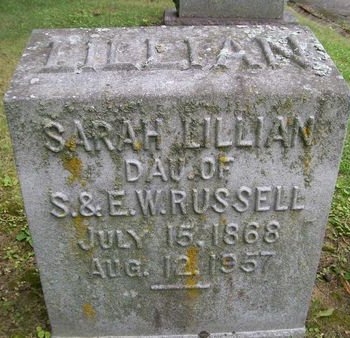 LILLIAN
SARAH LILLIAN
DAU. OF
S. & E. W. RUSSELL
JULY 15, 1868
AUG. 12, 1957